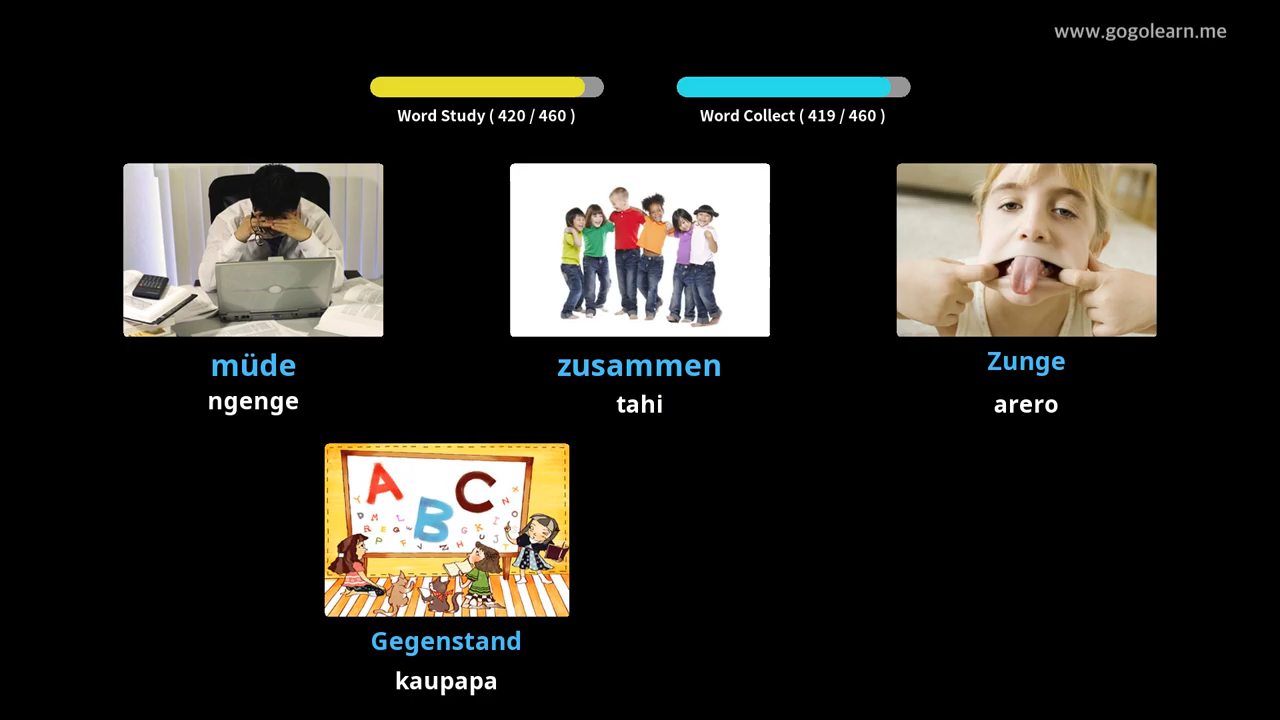 www.gogolearn.me
Word Study ( 420 / 460 )
Word Collect ( 419 / 460 )
müde
ngenge
zusammen
tahi
Zunge
arero
A
B
C
Gegenstand
kaupapa